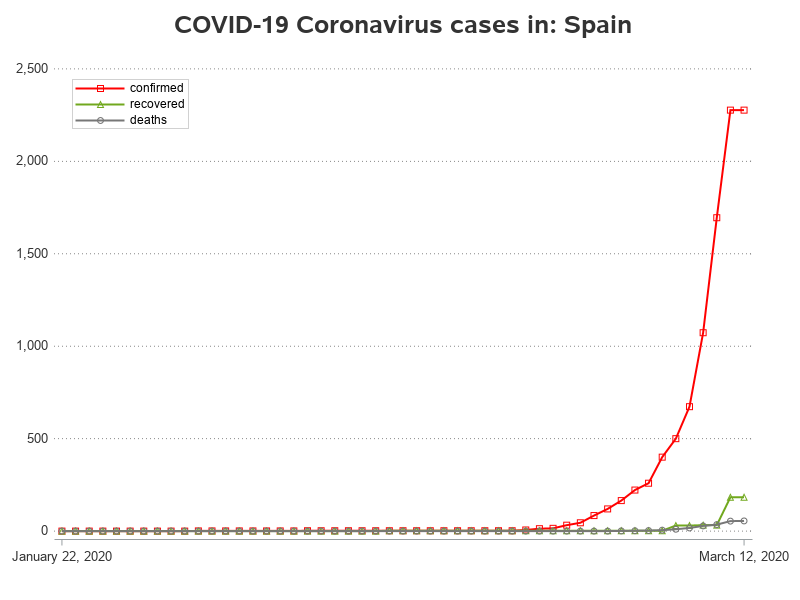 COVID-19 Coronavirus cases in: Spain
2,500
confirmed
recovered
deaths
2,000
1,500
1,000
500
0
January 22, 2020
March 12, 2020